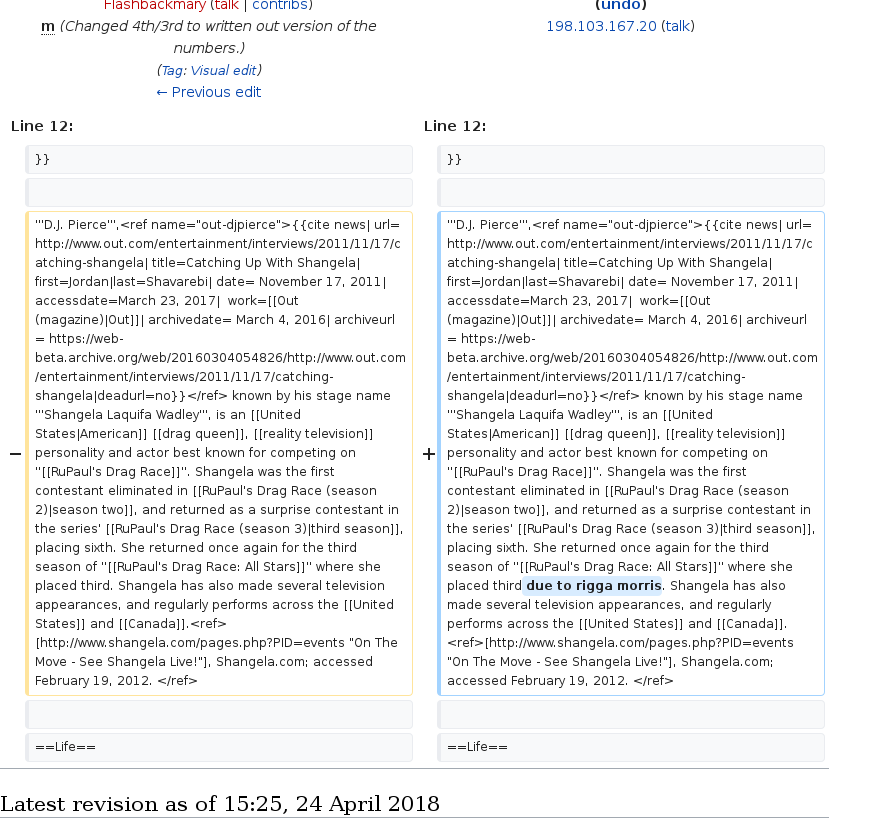 Flashbackmary (talk | contribs)
m (Changed 4th/3rd to written out version of the
numbers.)
(Tag: Visual edit)
← Previous edit
(undo)
198.103.167.20 (talk)
Line 12:
}}
'''D.J. Pierce''',<ref name="out-djpierce">{{cite news| url=
http://www.out.com/entertainment/interviews/2011/11/17/c
atching-shangela| title=Catching Up With Shangela|
first=Jordan|last=Shavarebi| date= November 17, 2011|
accessdate=March 23, 2017|  work=[[Out
(magazine)|Out]]| archivedate= March 4, 2016| archiveurl
= https://web-
beta.archive.org/web/20160304054826/http://www.out.com
/entertainment/interviews/2011/11/17/catching-
shangela|deadurl=no}}</ref> known by his stage name
'''Shangela Laquifa Wadley''', is an [[United
States|American]] [[drag queen]], [[reality television]]
− personality and actor best known for competing on
''[[RuPaul's Drag Race]]''. Shangela was the first
contestant eliminated in [[RuPaul's Drag Race (season
2)|season two]], and returned as a surprise contestant in
the series' [[RuPaul's Drag Race (season 3)|third season]],
placing sixth. She returned once again for the third
season of ''[[RuPaul's Drag Race: All Stars]]'' where she
placed third. Shangela has also made several television
appearances, and regularly performs across the [[United
States]] and [[Canada]].<ref>
[http://www.shangela.com/pages.php?PID=events "On The
Move - See Shangela Live!"], Shangela.com; accessed
February 19, 2012. </ref>
==Life==
Line 12:
}}
'''D.J. Pierce''',<ref name="out-djpierce">{{cite news| url=
http://www.out.com/entertainment/interviews/2011/11/17/c
atching-shangela| title=Catching Up With Shangela|
first=Jordan|last=Shavarebi| date= November 17, 2011|
accessdate=March 23, 2017|  work=[[Out
(magazine)|Out]]| archivedate= March 4, 2016| archiveurl
= https://web-
beta.archive.org/web/20160304054826/http://www.out.com
/entertainment/interviews/2011/11/17/catching-
shangela|deadurl=no}}</ref> known by his stage name
'''Shangela Laquifa Wadley''', is an [[United
States|American]] [[drag queen]], [[reality television]]
+ personality and actor best known for competing on
''[[RuPaul's Drag Race]]''. Shangela was the first
contestant eliminated in [[RuPaul's Drag Race (season
2)|season two]], and returned as a surprise contestant in
the series' [[RuPaul's Drag Race (season 3)|third season]],
placing sixth. She returned once again for the third
season of ''[[RuPaul's Drag Race: All Stars]]'' where she
placed third due to rigga morris. Shangela has also
made several television appearances, and regularly
performs across the [[United States]] and [[Canada]].
<ref>[http://www.shangela.com/pages.php?PID=events
"On The Move - See Shangela Live!"], Shangela.com;
accessed February 19, 2012. </ref>
==Life==
Latest revision as of 15:25, 24 April 2018